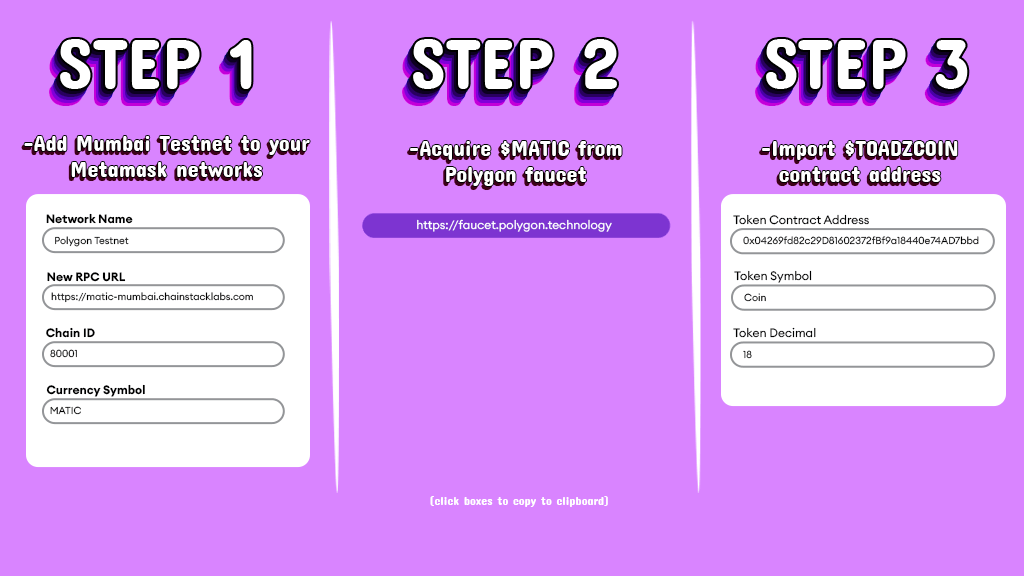 STEP 1
-Add Mumbai Testnet to your
Metamask networks
Network Name
Polygon Testnet
New RPC URL
https://matic-mumbai.chainstacklabs.com
Chain ID
80001
Currency Symbol
MATIC
STEP 2
-Acquire $MATIC from
Polygon faucet
https://faucet.polygon.technology
STEP 3
-Import $TOADZCOIN
contract address
Token Contract Address
0x04269fd82c29D81602372fBf9a18440e74AD7bbd
Token Symbol
Coin
Token Decimal
18
(click boxes to copy to clipboard)